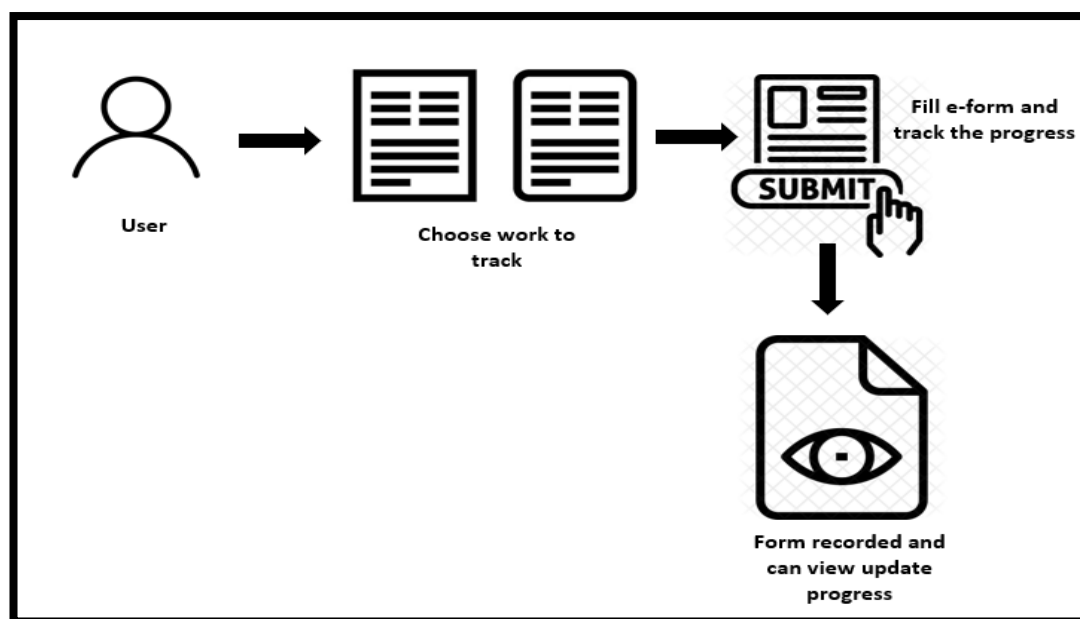 User
Choose work to
track
SUBMIT
Fill e-form and
track the progress
Form recorded and
can view update
progress